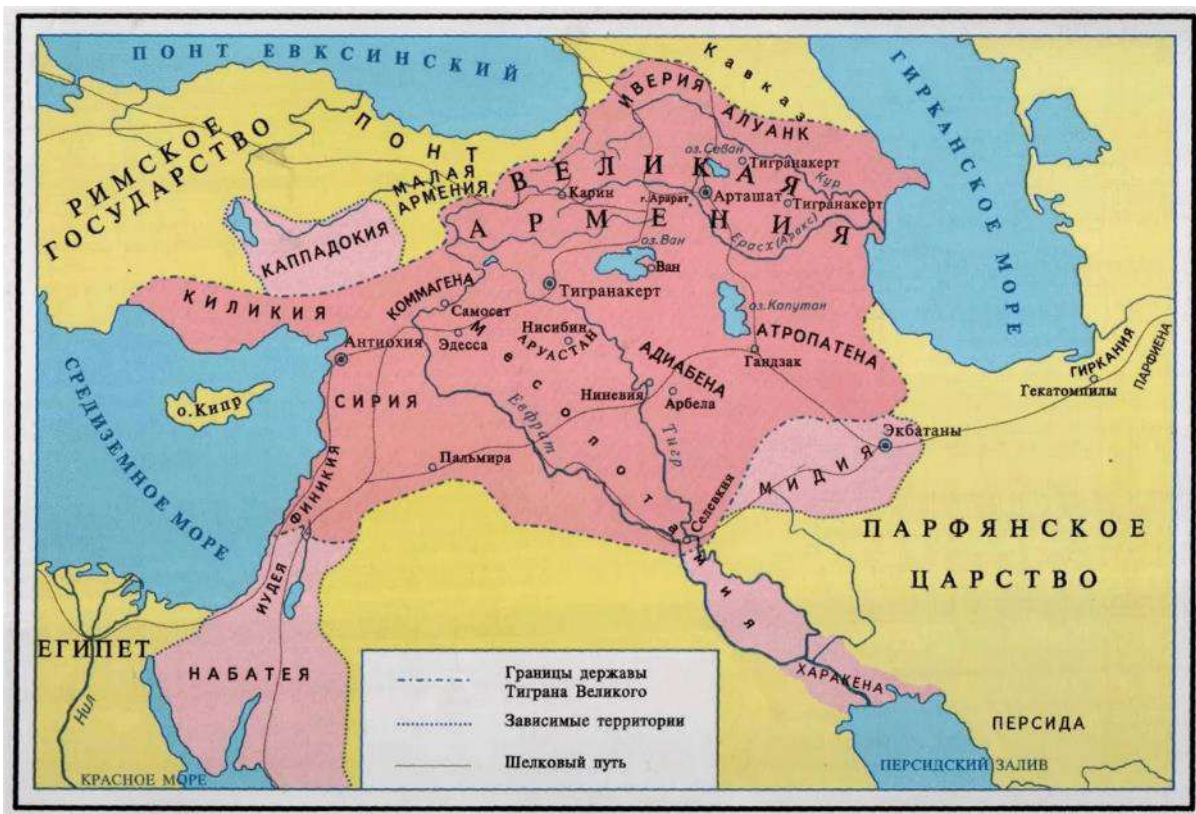 ПОНТ ЕВКСИНСКИЙ
Кавказ
ГИРКАНСКОЕ МОРЕ
РИМСКОЕ
ГОСУДАРСТВО
ПОНТ
МАЛАЯ
АРМЕНИЯ
ИВЕРИЯ
АЛУАНК
оз.Севан
Тигранакерт
Кур
ВЕЛИКАЯ
АРМЕНИЯ
Карин
г.Арарат
Арташат
Тигранакерт
Ерасх(Аракс)
КАППАДОКИЯ
оз.Ван
Ван
КИЛИКИЯ
КОММАГЕНА
Тигранакерт
Самосат
оз.Капутан
Нисибин
АРУАСТАН
Эдесса
Антиохия
АТРОПАТЕНА
АДИАБЕНА
Гандзак
ГИРКАНИЯ
ПАРФИЕНА
Гекатомпилы
СРЕДИЗЕМНОЕ МОРЕ
о.Кипр
СИРИЯ
Месопотамия
Ниневия
Арбела
Евфрат
Тигр
Экбатаны
Пальмира
МИДИЯ
ФИНИКИЯ
Селевкия
ПАРФЯНСКОЕ
ЦАРСТВО
ИУДЕЯ
ЕГИПЕТ
НАБАТЕЯ
Нил
ХАРАКЕНА
ПЕРСИДА
КРАСНОЕ МОРЕ
ПЕРСИДСКИЙ ЗАЛИВ
Границы державы
Тиграна Великого
Зависимые территории
Шелковый путь